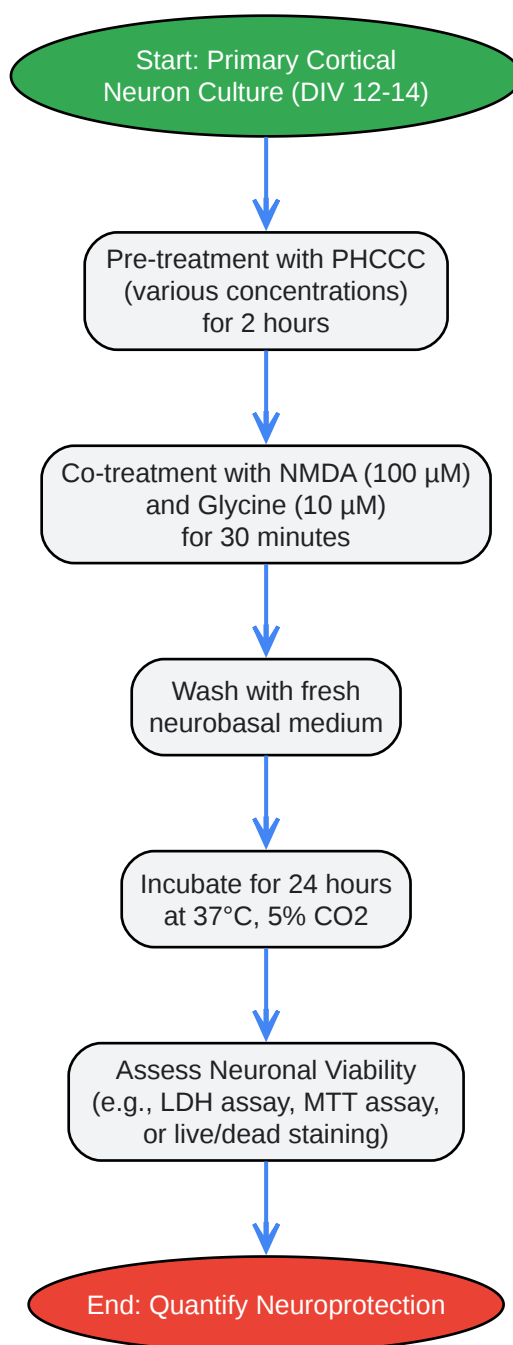 Start: Primary Cortical
Neuron Culture (DIV 12-14)
Pre-treatment with PHCCC
(various concentrations)
for 2 hours
Co-treatment with NMDA (100 µM)
and Glycine (10 µM)
for 30 minutes
Wash with fresh
neurobasal medium
Incubate for 24 hours
at 37°C, 5% CO2
Assess Neuronal Viability
(e.g., LDH assay, MTT assay,
or live/dead staining)
End: Quantify Neuroprotection